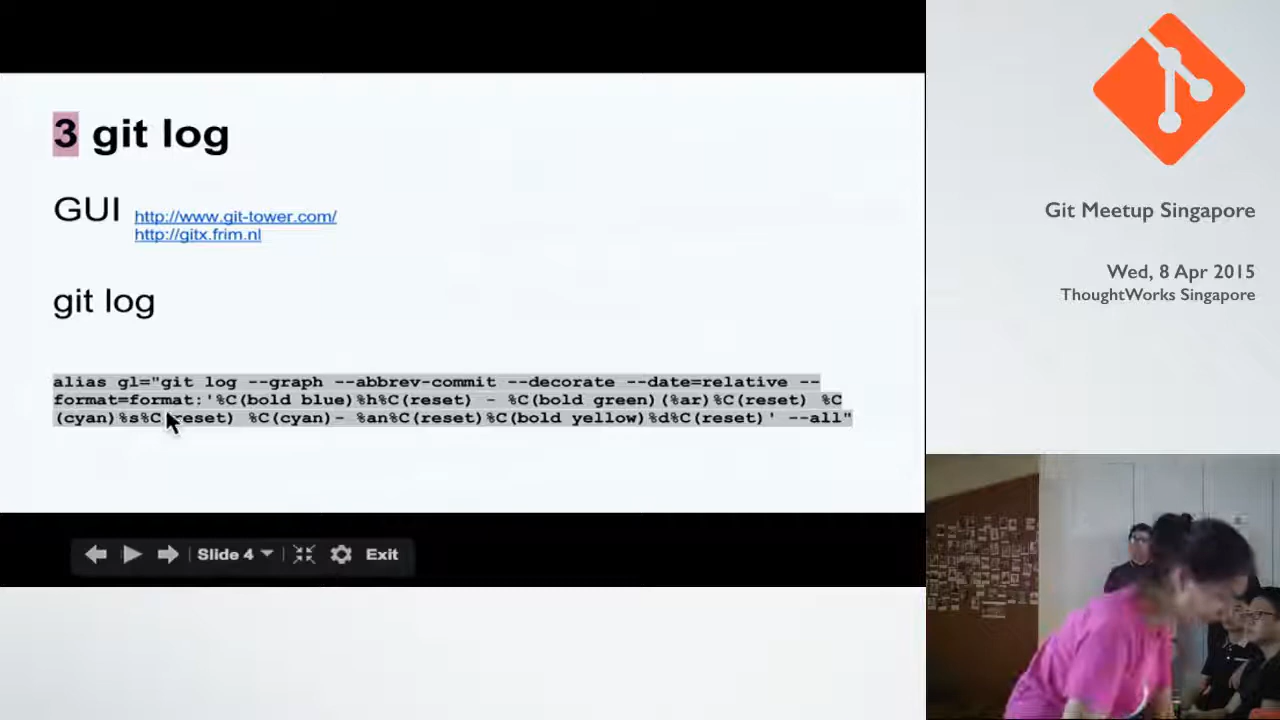 3 git log
GUI http://www.git-tower.com/
http://gitx.frim.nl
git log
alias gl="git log --graph --abbrev-commit --decorate --date=relative --
format=format:'%C(bold blue)%h%C(reset) - %C(bold green)(%ar)%C(reset) %C
(cyan)%s%C(reset) %C(cyan)- %an%C(reset)%C(bold yellow)%d%C(reset)' --all"
Slide 4
Exit
Git Meetup Singapore
Wed, 8 Apr 2015
ThoughtWorks Singapore